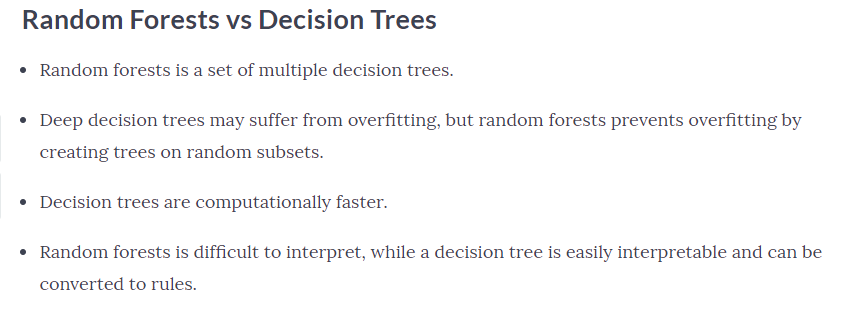 Random Forests vs Decision Trees
• Random forests is a set of multiple decision trees.
• Deep decision trees may suffer from overfitting, but random forests prevents overfitting by
creating trees on random subsets.
• Decision trees are computationally faster.
• Random forests is difficult to interpret, while a decision tree is easily interpretable and can be
converted to rules.